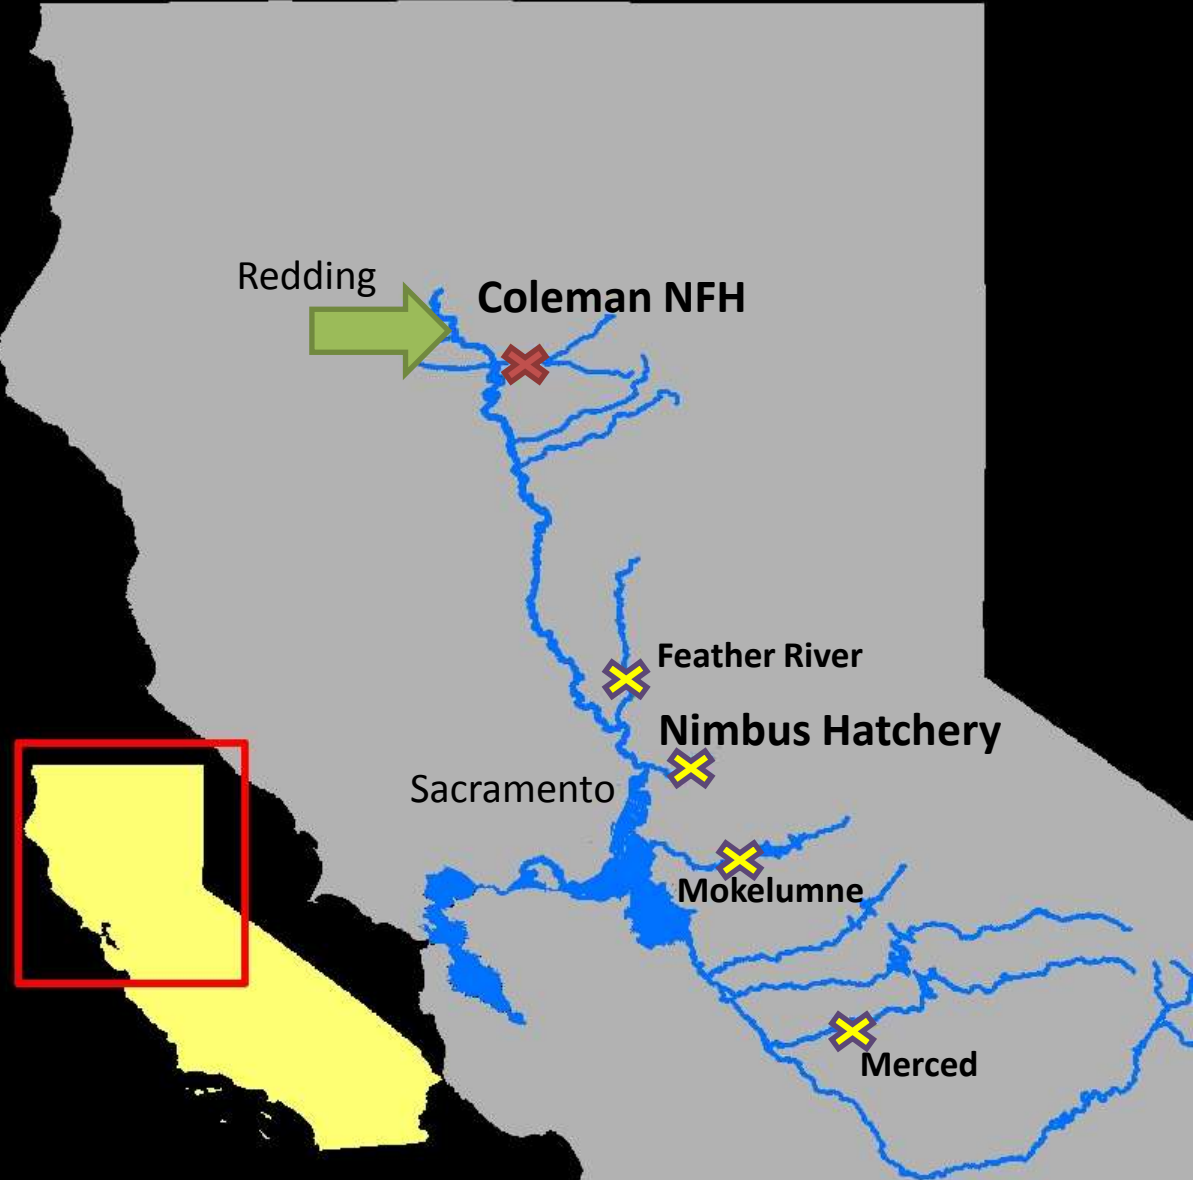 Redding
Coleman NFH
Feather River
Nimbus Hatchery
Sacramento
Mokelumne
Merced